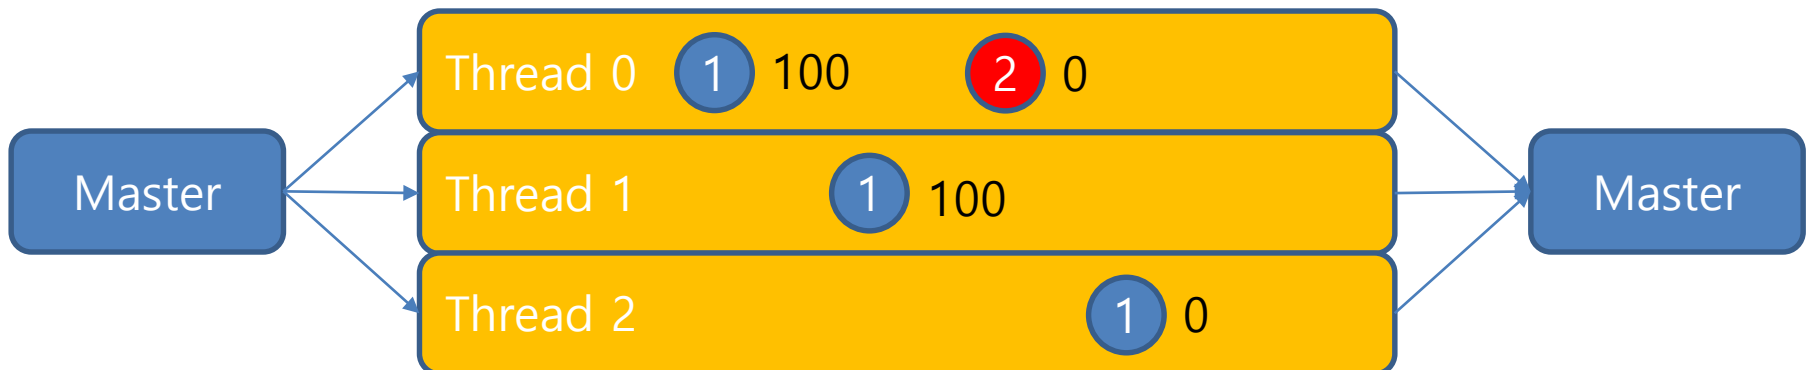 Thread 0 1 100 2 0
Master
Thread 1 1 100
Master
Thread 2 1 0